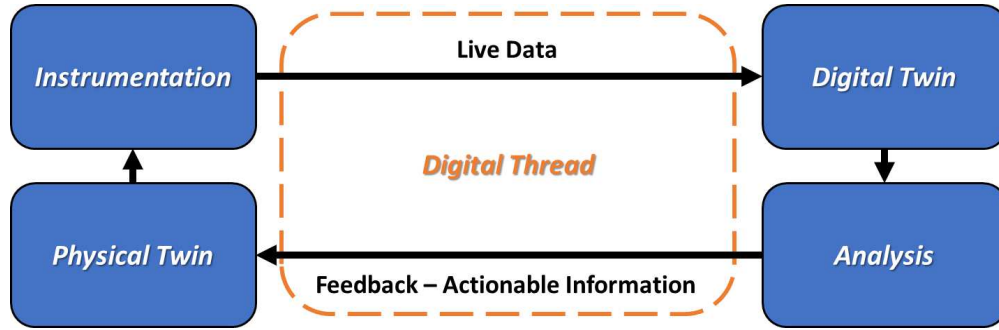 Live Data
Instrumentation
Digital Twin
Digital Thread
Physical Twin
Analysis
Feedback – Actionable Information